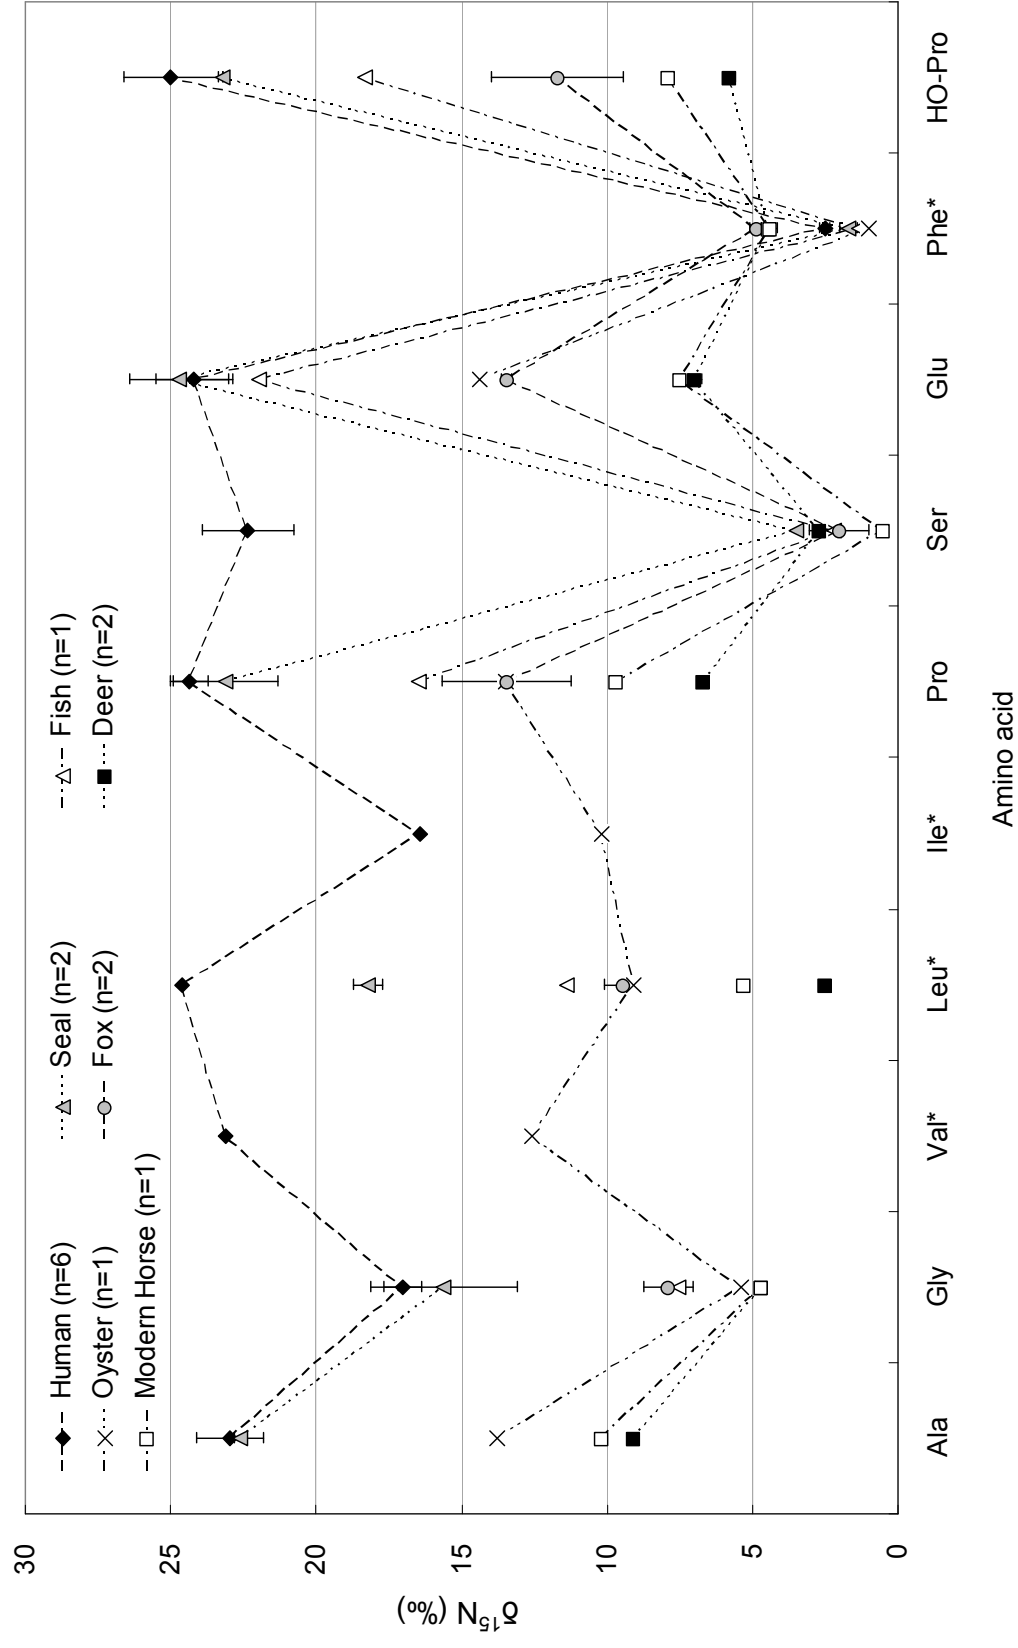 Human (n=6) Seal (n=2) Fish (n=1)
Oyster (n=1) Fox (n=2) Deer (n=2)
Modern Horse (n=1)
30
25
20
15
10
5
0
δ¹⁵N (‰)
Ala Gly Val* Leu* Ile* Pro Ser Glu Phe* HO-Pro
Amino acid